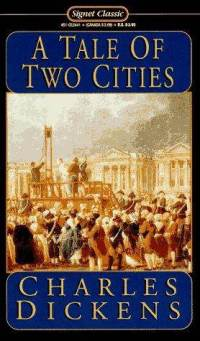 Signet Classic
A TALE OF
TWO CITIES
CHARLES
DICKENS